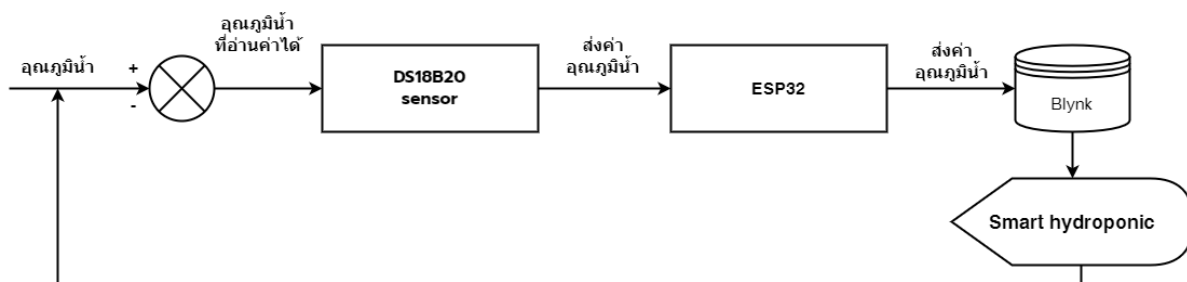 อุณภูมิน้ำ
+
-
อุณภูมิน้ำ
ที่อ่านค่าได้
DS18B20
sensor
ส่งค่า
อุณภูมิน้ำ
ESP32
ส่งค่า
อุณภูมิน้ำ
Blynk
Smart hydroponic